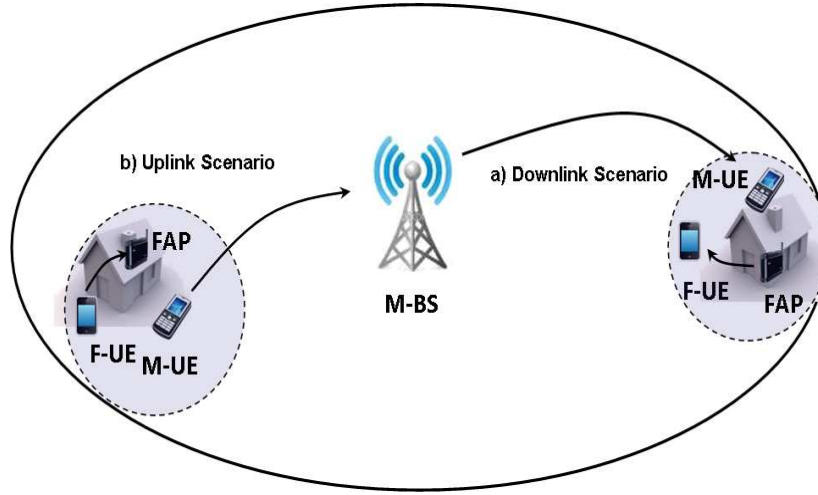 b) Uplink Scenario
a) Downlink Scenario
M-UE
FAP
F-UE
M-UE
M-BS
F-UE
FAP